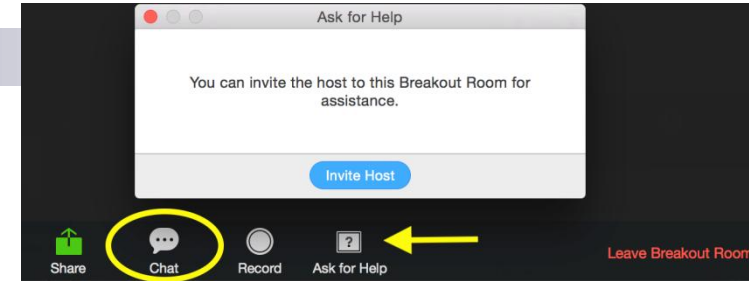 Ask for Help
You can invite the host to this Breakout Room for
assistance.
Invite Host
?
Share Chat Record Ask for Help Leave Breakout Room